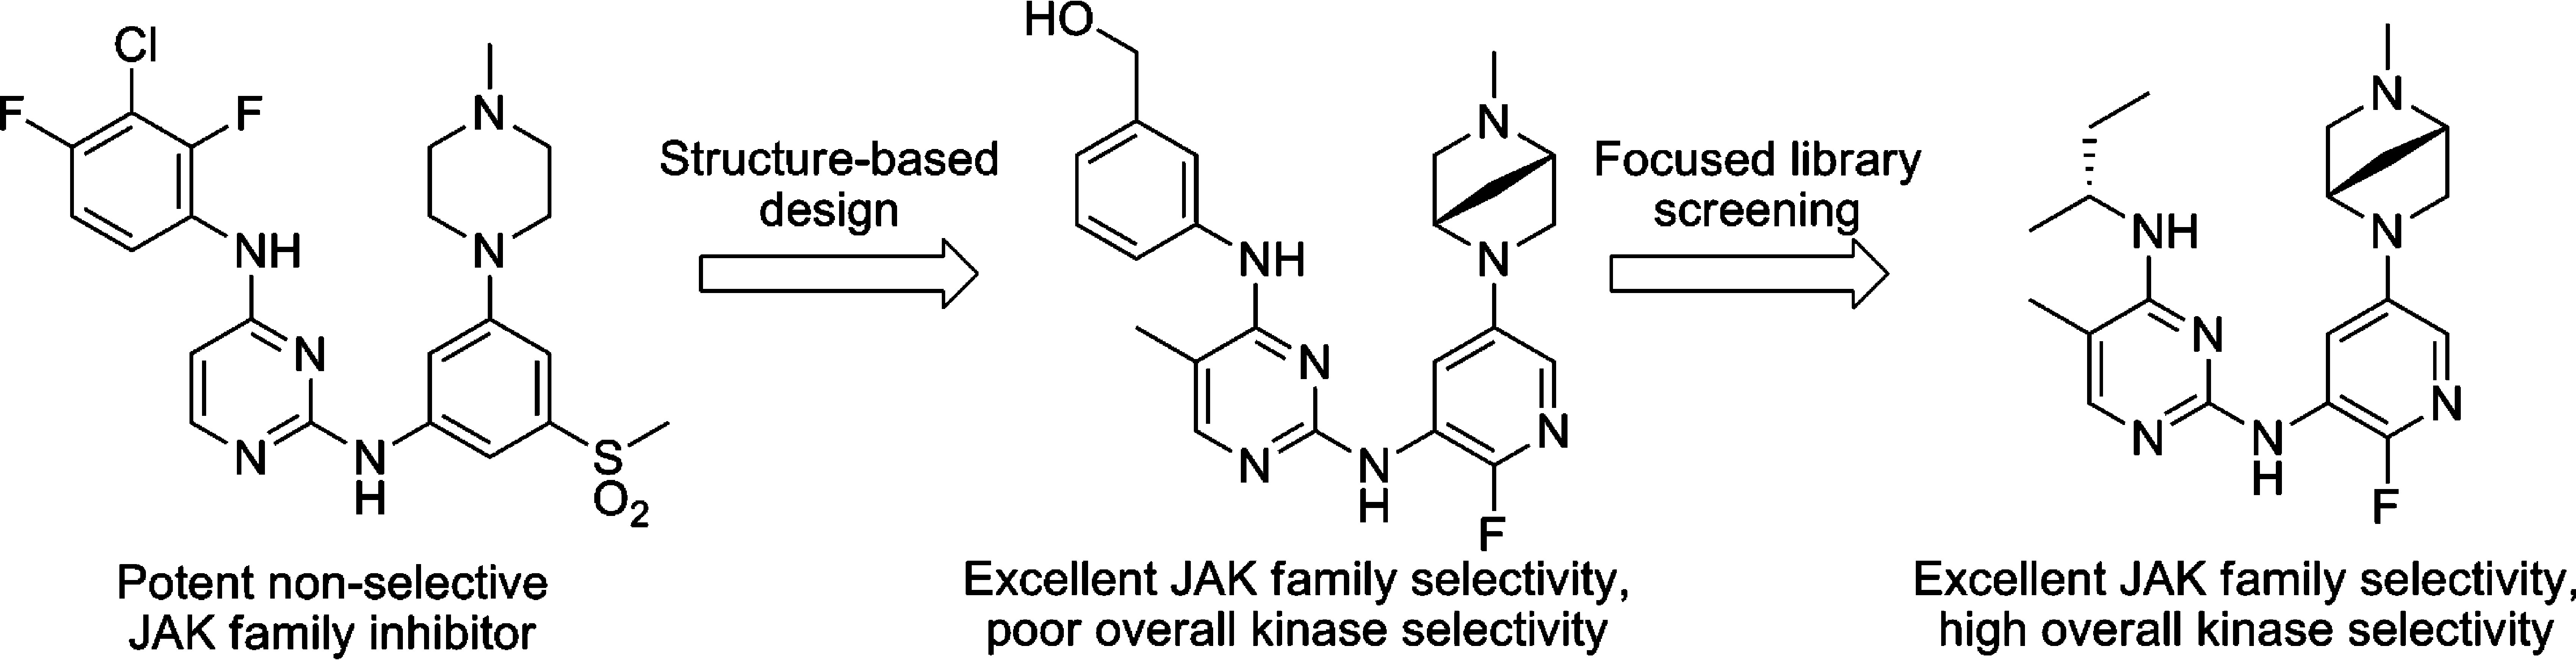 Cl
F
F
N
NH
N
N
N
N
H
S
O2
Potent non-selective
JAK family inhibitor
Structure-based
design
HO
N
NH
N
N
N
N
N
H
F
Excellent JAK family selectivity,
poor overall kinase selectivity
Focused library
screening
N
NH
N
N
N
N
N
H
F
Excellent JAK family selectivity,
high overall kinase selectivity